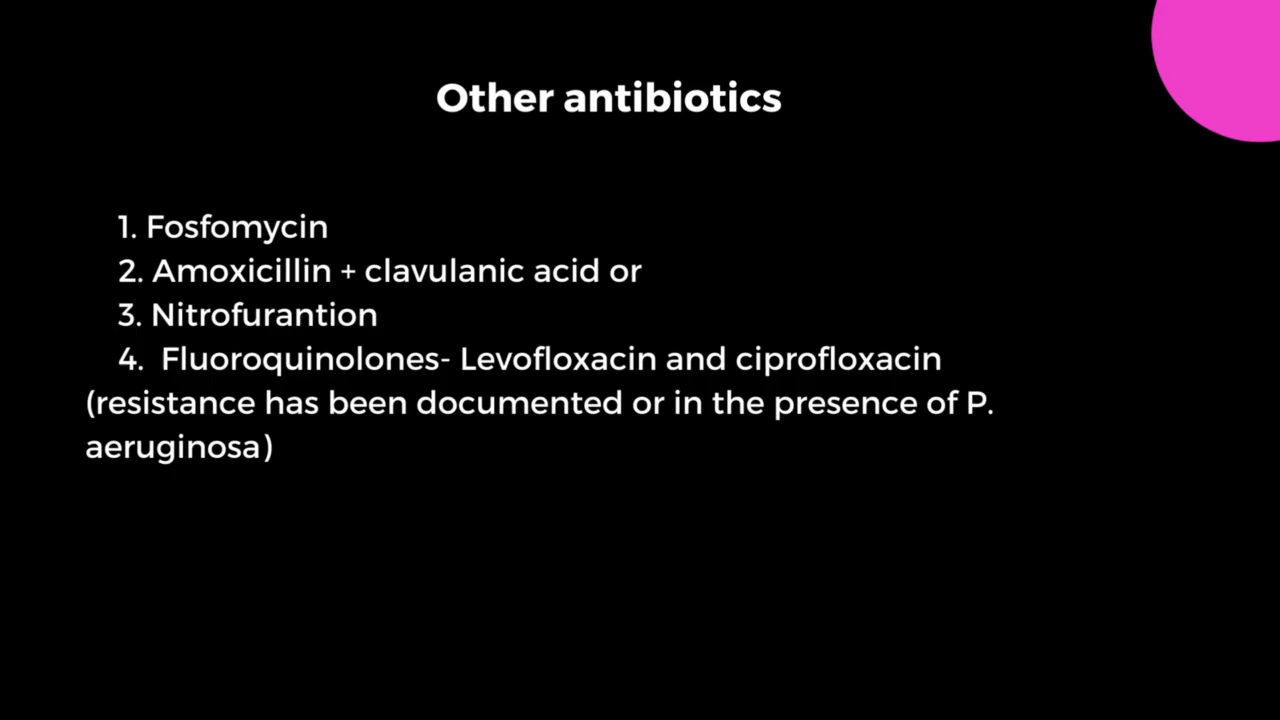 Other antibiotics
1. Fosfomycin
2. Amoxicillin + clavulanic acid or
3. Nitrofurantion
4. Fluoroquinolones- Levofloxacin and ciprofloxacin
(resistance has been documented or in the presence of P.
aeruginosa)